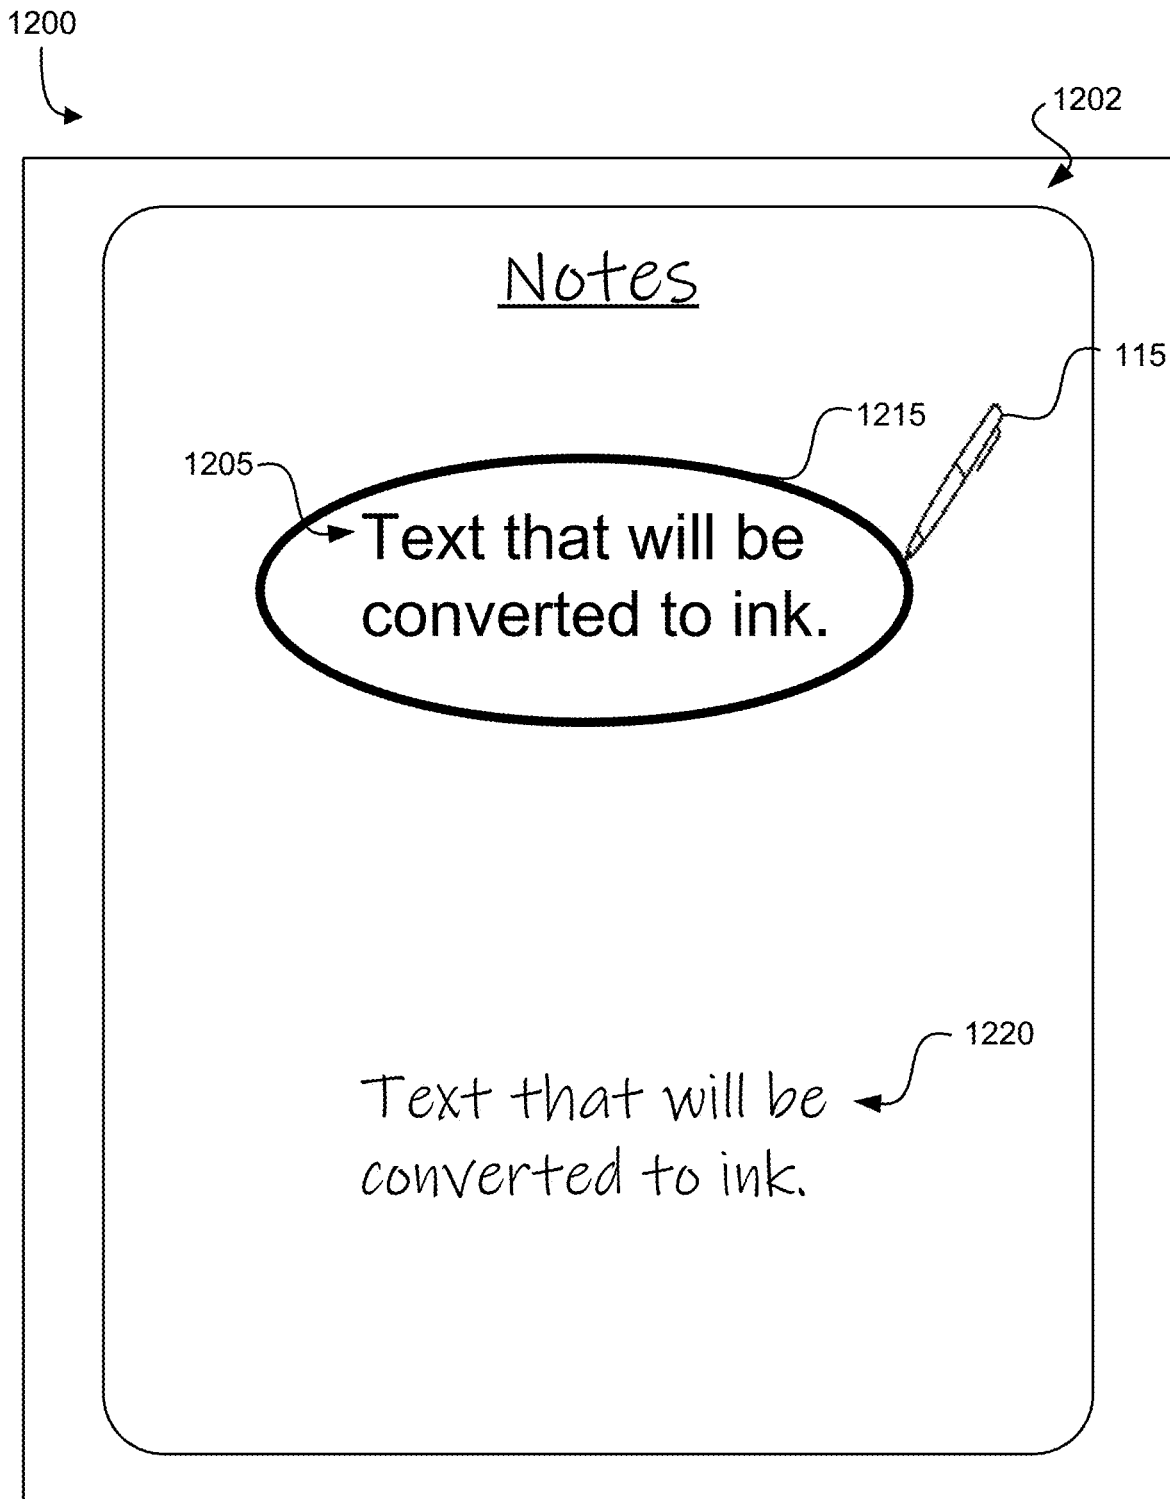 1200
1202
Notes
115
1215
1205
Text that will be
converted to ink.
1220
Text that will be
converted to ink.